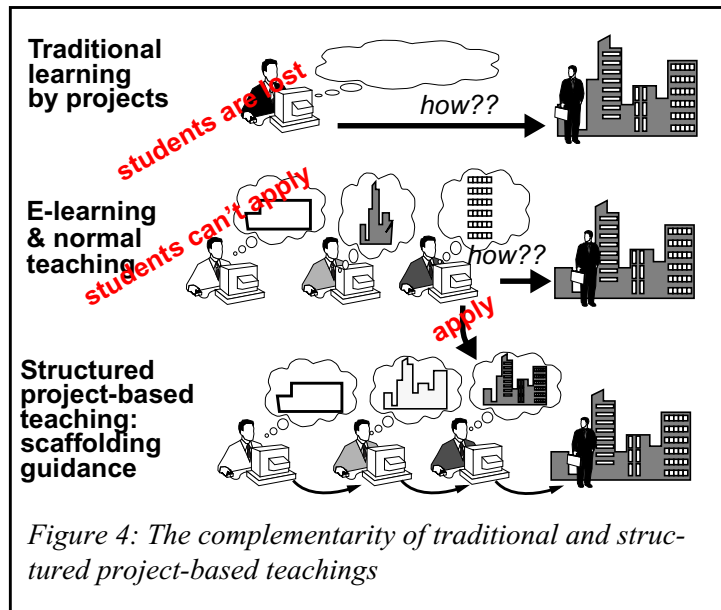 Traditional
learning
by projects
students are lost
how??
E-learning
& normal
teaching
students can't apply
how??
apply
Structured
project-based
teaching:
scaffolding
guidance
Figure 4: The complementarity of traditional and struc-
tured project-based teachings